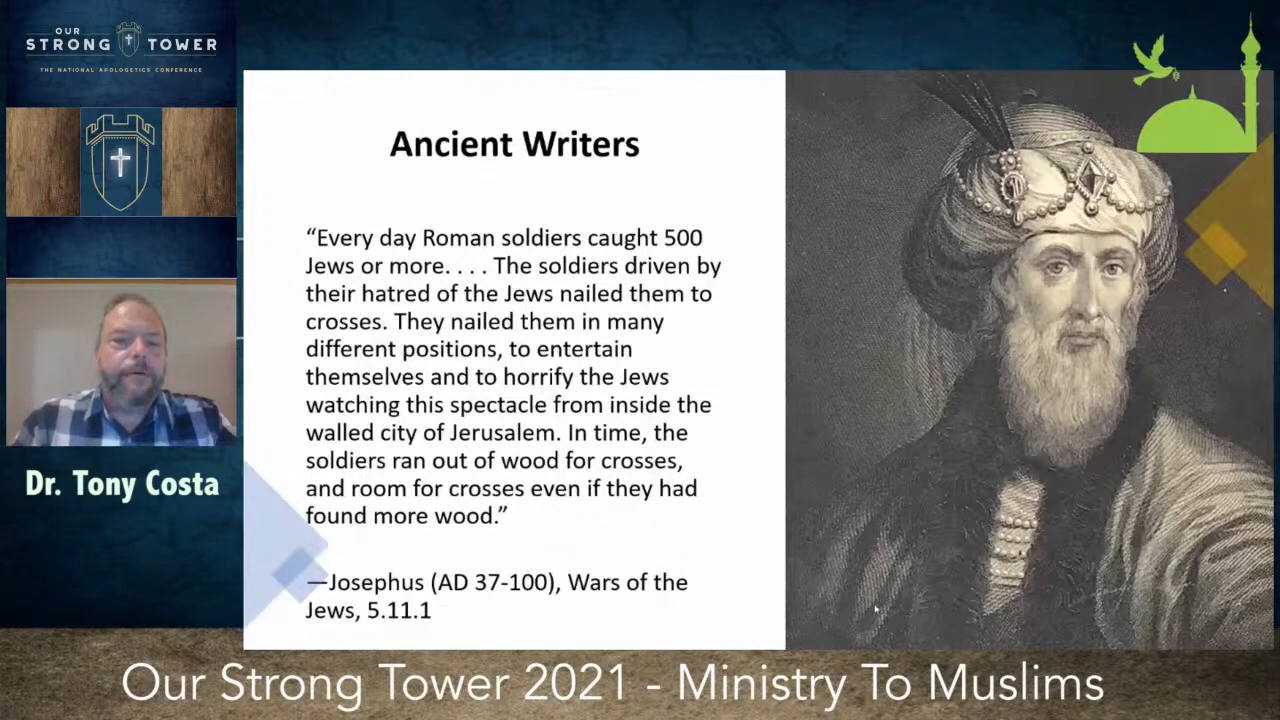 OUR
STRONG TOWER
THE NATIONAL APOLOGETICS CONFERENCE
Ancient Writers
“Every day Roman soldiers caught 500
Jews or more. . . . The soldiers driven by
their hatred of the Jews nailed them to
crosses. They nailed them in many
different positions, to entertain
themselves and to horrify the Jews
watching this spectacle from inside the
walled city of Jerusalem. In time, the
soldiers ran out of wood for crosses,
and room for crosses even if they had
found more wood.”
—Josephus (AD 37-100), Wars of the
Jews, 5.11.1
Dr. Tony Costa
Our Strong Tower 2021 - Ministry To Muslims